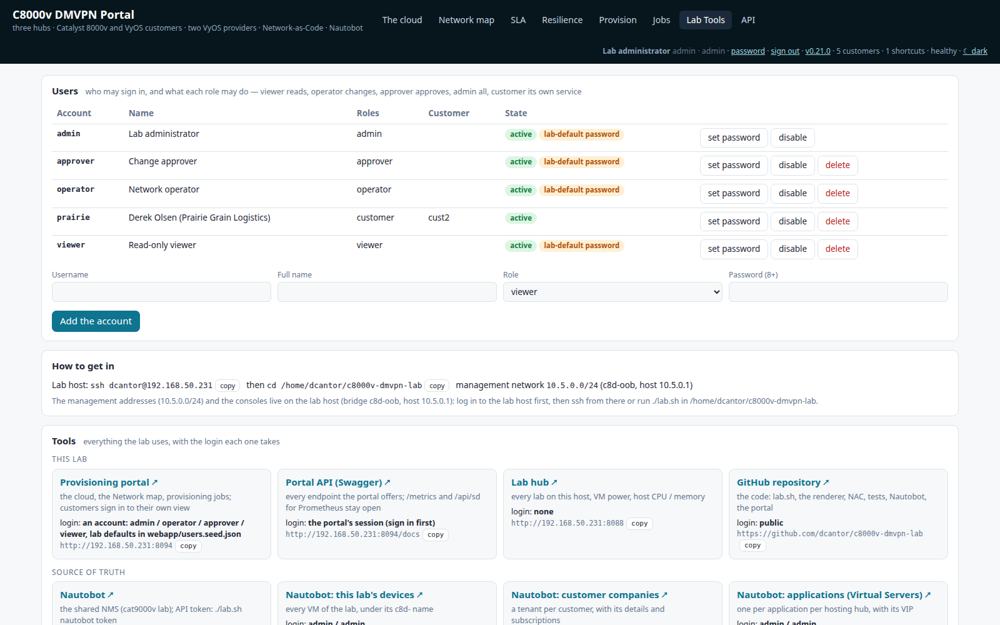 C8000v DMVPN Portal
three hubs · Catalyst 8000v and VyOS customers · two VyOS providers · Network-as-Code · Nautobot
The cloud Network map SLA Resilience Provision Jobs Lab Tools API
Lab administrator admin · admin · password · sign out · v0.21.0 · 5 customers · 1 shortcuts · healthy · ☾ dark
Users who may sign in, and what each role may do — viewer reads, operator changes, approver approves, admin all, customer its own service
Account Name Roles Customer State
admin Lab administrator admin active lab-default password set password disable
approver Change approver approver active lab-default password set password disable delete
operator Network operator operator active lab-default password set password disable delete
prairie Derek Olsen (Prairie Grain Logistics) customer cust2 active set password disable delete
viewer Read-only viewer viewer active lab-default password set password disable delete
Username Full name Role Password (8+)
viewer
Add the account
How to get in
Lab host: ssh dcantor@192.168.50.231 copy then cd /home/dcantor/c8000v-dmvpn-lab copy management network 10.5.0.0/24 (c8d-oob, host 10.5.0.1)
The management addresses (10.5.0.0/24) and the consoles live on the lab host (bridge c8d-oob, host 10.5.0.1): log in to the lab host first, then ssh from there or run ./lab.sh in /home/dcantor/c8000v-dmvpn-lab.
Tools everything the lab uses, with the login each one takes
THIS LAB
Provisioning portal ↗
the cloud, the Network map, provisioning jobs;
customers sign in to their own view
login: an account: admin / operator / approver /
viewer, lab defaults in webapp/users.seed.json
http://192.168.50.231:8094 copy
Portal API (Swagger) ↗
every endpoint the portal offers; /metrics and /api/sd
for Prometheus stay open
login: the portal's session (sign in first)
http://192.168.50.231:8094/docs copy
Lab hub ↗
every lab on this host, VM power, host CPU / memory
login: none
http://192.168.50.231:8088 copy
GitHub repository ↗
the code: lab.sh, the renderer, NAC, tests, Nautobot,
the portal
login: public
https://github.com/dcantor/c8000v-dmvpn-lab
copy
SOURCE OF TRUTH
Nautobot ↗
the shared NMS (cat9000v lab); API token: ./lab.sh
nautobot token
Nautobot: this lab's devices ↗
every VM of the lab, under its c8d- name
login: admin / admin
Nautobot: customer companies ↗
a tenant per customer, with its details and
subscriptions
Nautobot: applications (Virtual Servers) ↗
one per application per hosting hub, with its VIP
login: admin / admin